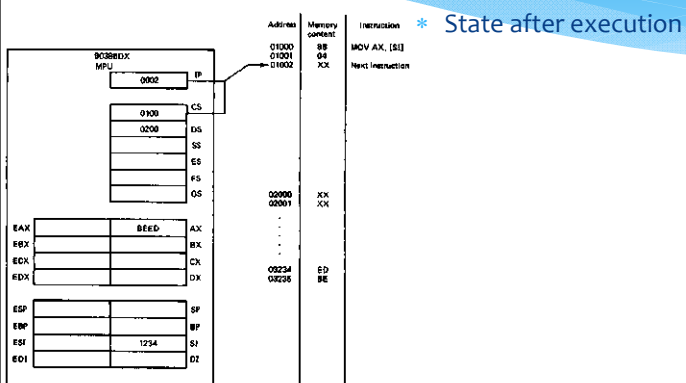 * State after execution
Address Memory content Instruction
01000 8B MOV AX, [SI]
01001 04
01002 XX Next instruction
80386DX
MPU
0002 IP
0100 CS
0200 DS
SS
ES
FS
GS
02000 XX
02001 XX
EAX BEED AX
EBX BX
ECX CX
EDX DX
03234 ED
03235 BE
ESP SP
EBP BP
ESI 1234 SI
EDI DI